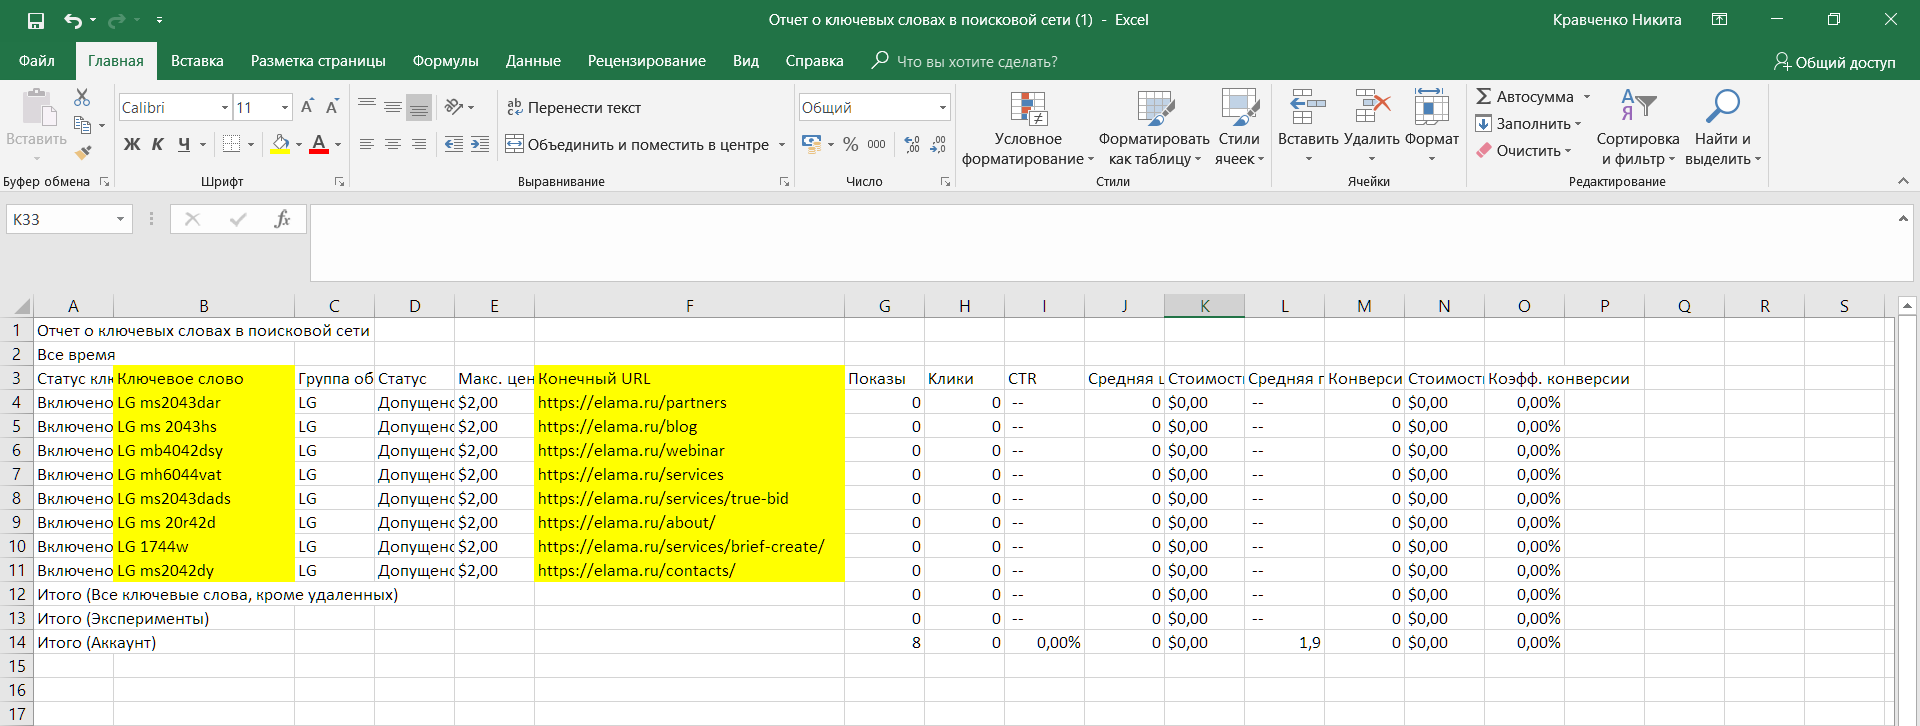 Отчет о ключевых словах в поисковой сети (1) - Excel
Кравченко Никита
Файл Главная Вставка Разметка страницы Формулы Данные Рецензирование Вид Справка Что вы хотите сделать? Общий доступ
Вставить
Буфер обмена
Calibri 11
Ж К Ч А
Шрифт
Перенести текст
Объединить и поместить в центре
Выравнивание
Общий
% 000
Число
Условное форматирование
Форматировать как таблицу
Стили ячеек
Стили
Вставить Удалить Формат
Ячейки
Автосумма
Заполнить
Очистить
Сортировка и фильтр
Найти и выделить
Редактирование
K33 fx
A B C D E F G H I J K L M N O P Q R S
1 Отчет о ключевых словах в поисковой сети
2 Все время
3 Статус клю Ключевое слово Группа об Статус Макс. цен Конечный URL Показы Клики CTR Средняя ц Стоимость Средняя п Конверси Стоимость Коэфф. конверсии
4 Включено LG ms2043dar LG Допущено $2,00 https://elama.ru/partners 0 0 -- 0 $0,00 -- 0 $0,00 0,00%
5 Включено LG ms 2043hs LG Допущено $2,00 https://elama.ru/blog 0 0 -- 0 $0,00 -- 0 $0,00 0,00%
6 Включено LG mb4042dsy LG Допущено $2,00 https://elama.ru/webinar 0 0 -- 0 $0,00 -- 0 $0,00 0,00%
7 Включено LG mh6044vat LG Допущено $2,00 https://elama.ru/services 0 0 -- 0 $0,00 -- 0 $0,00 0,00%
8 Включено LG ms2043dads LG Допущено $2,00 https://elama.ru/services/true-bid 0 0 -- 0 $0,00 -- 0 $0,00 0,00%
9 Включено LG ms 20r42d LG Допущено $2,00 https://elama.ru/about/ 0 0 -- 0 $0,00 -- 0 $0,00 0,00%
10 Включено LG 1744w LG Допущено $2,00 https://elama.ru/services/brief-create/ 0 0 -- 0 $0,00 -- 0 $0,00 0,00%
11 Включено LG ms2042dy LG Допущено $2,00 https://elama.ru/contacts/ 0 0 -- 0 $0,00 -- 0 $0,00 0,00%
12 Итого (Все ключевые слова, кроме удаленных) 0 0 -- 0 $0,00 -- 0 $0,00 0,00%
13 Итого (Эксперименты) 0 0 -- 0 $0,00 -- 0 $0,00 0,00%
14 Итого (Аккаунт) 8 0 0,00% 0 $0,00 1,9 0 $0,00 0,00%
15
16
17